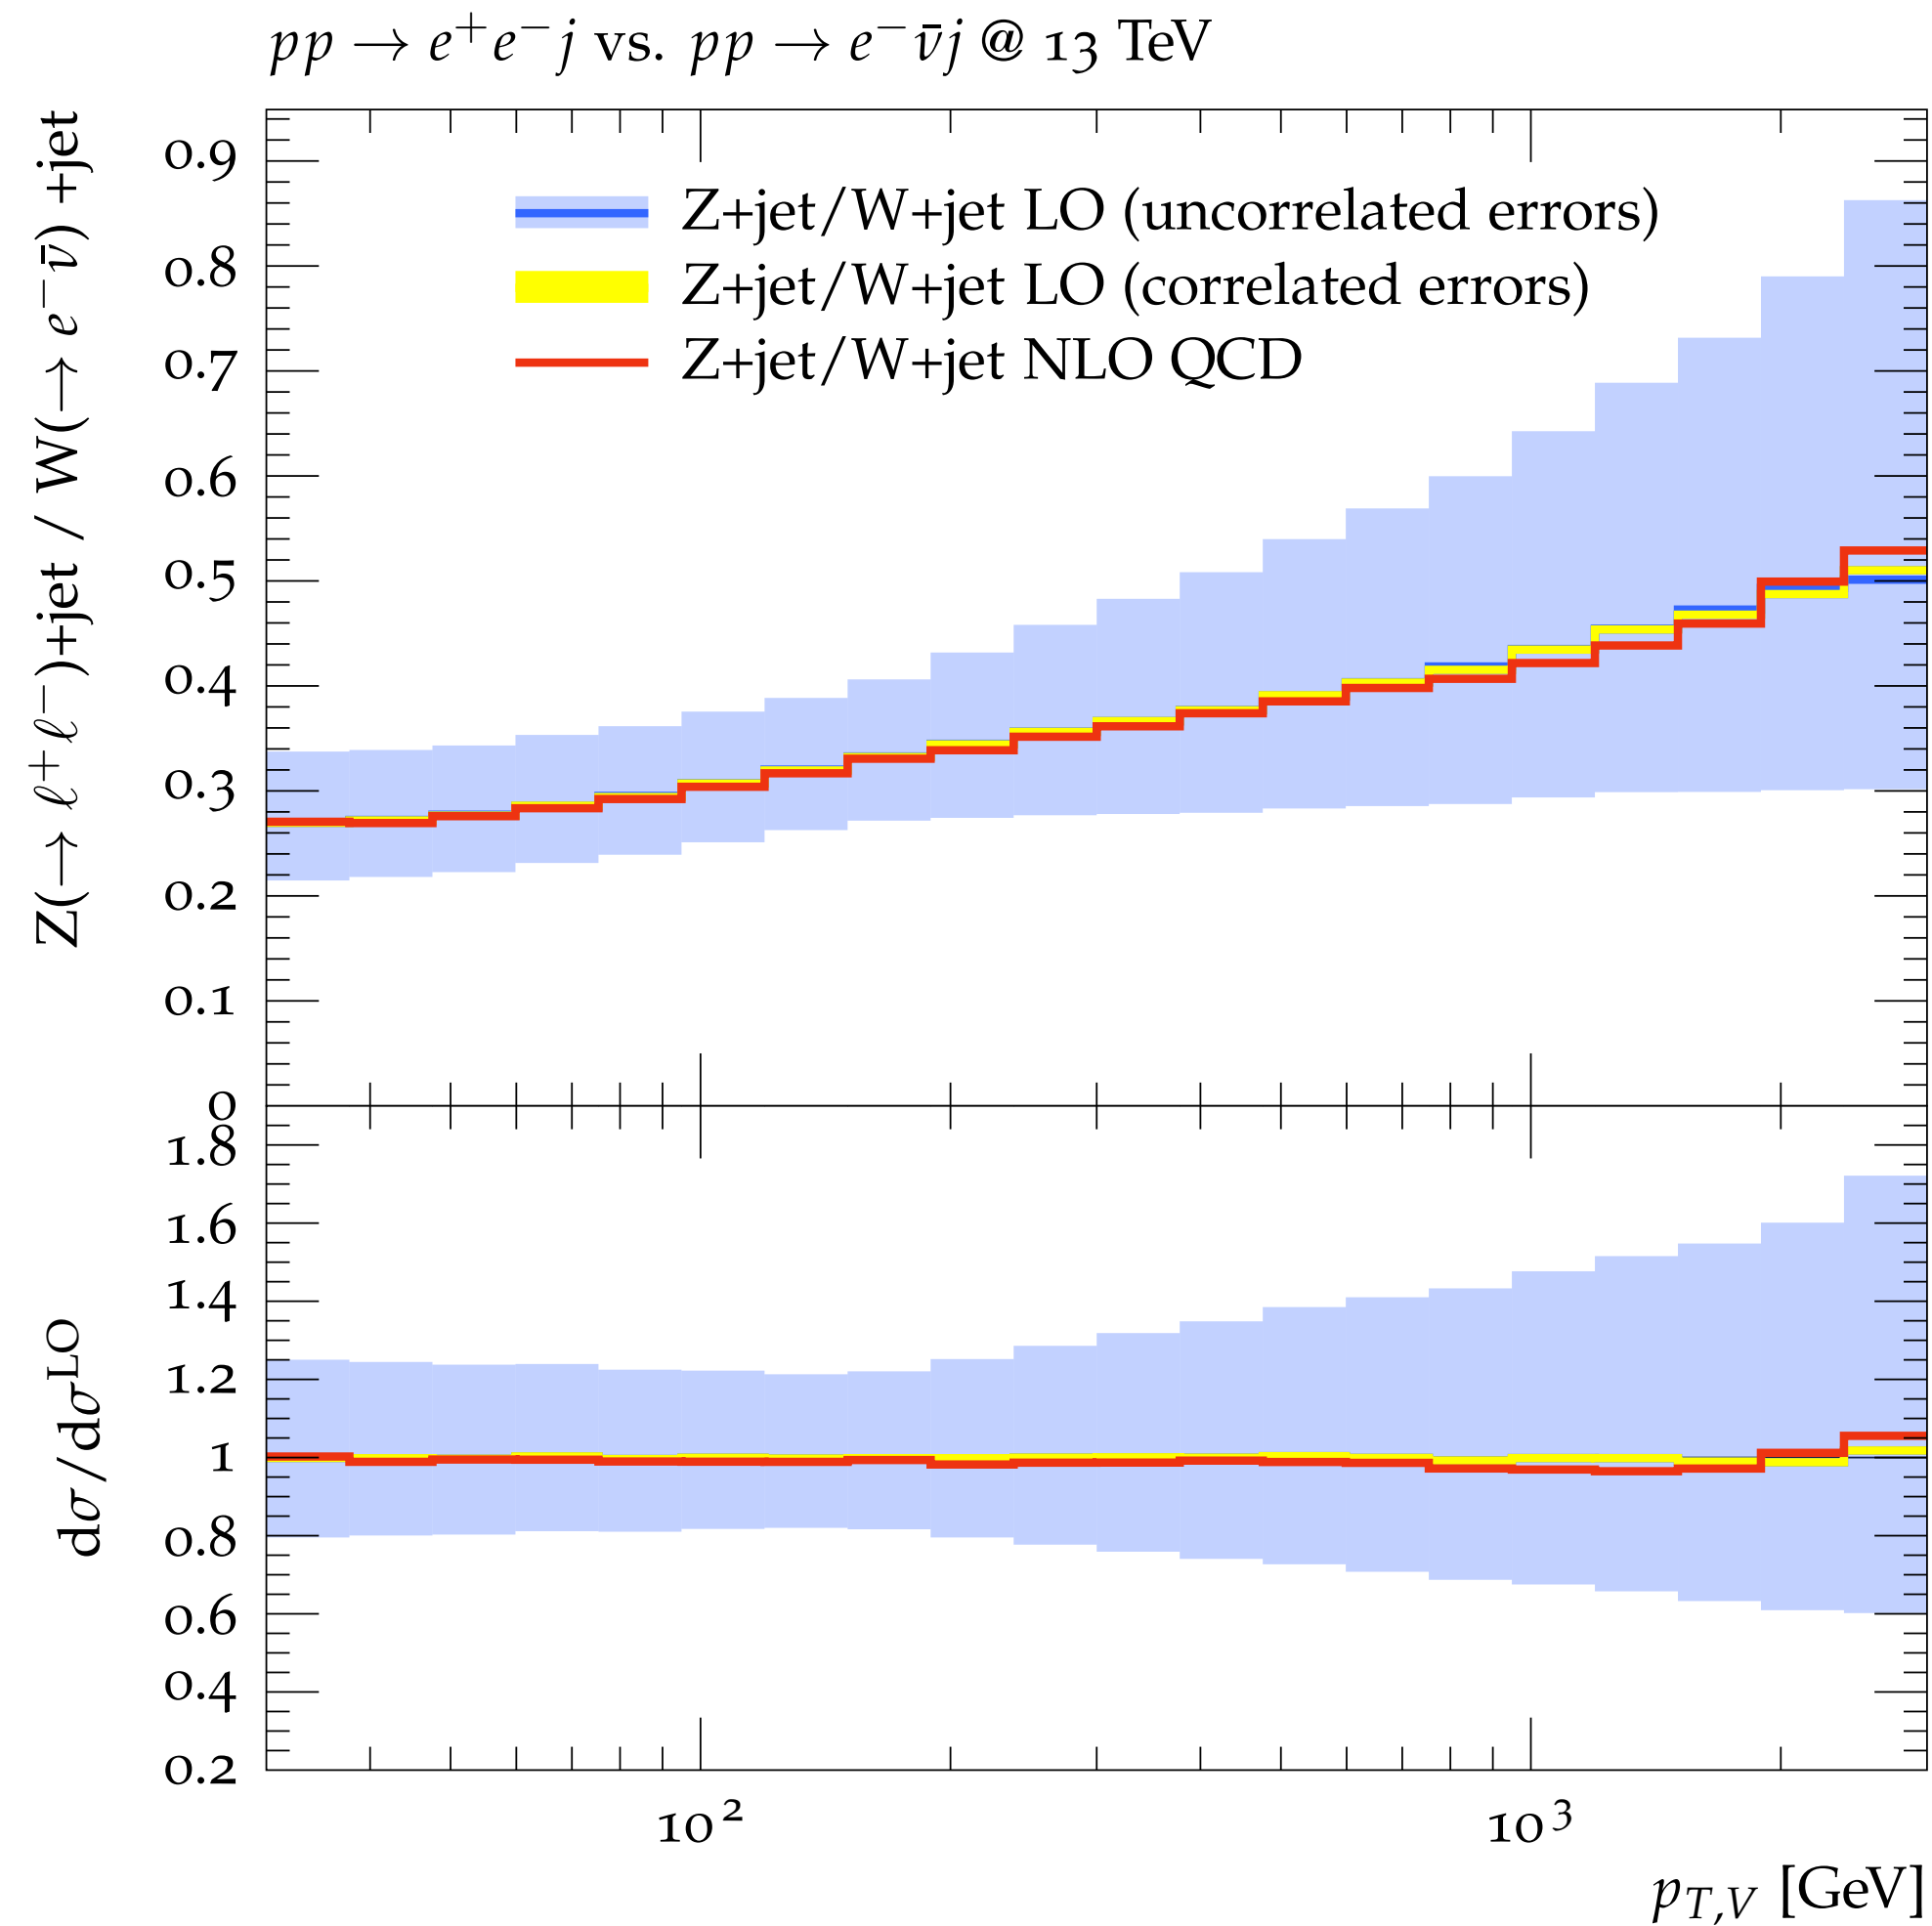 pp → e⁺e⁻j vs. pp → e⁻ν̄j @ 13 TeV
Z(→ ℓ⁺ℓ⁻)+jet / W(→ e⁻ν̄) +jet
0.9
0.8
0.7
0.6
0.5
0.4
0.3
0.2
0.1
0
Z+jet/W+jet LO (uncorrelated errors)
Z+jet/W+jet LO (correlated errors)
Z+jet/W+jet NLO QCD
dσ/dσᴸᴼ
1.8
1.6
1.4
1.2
1
0.8
0.6
0.4
0.2
10² 10³
p_{T,V} [GeV]